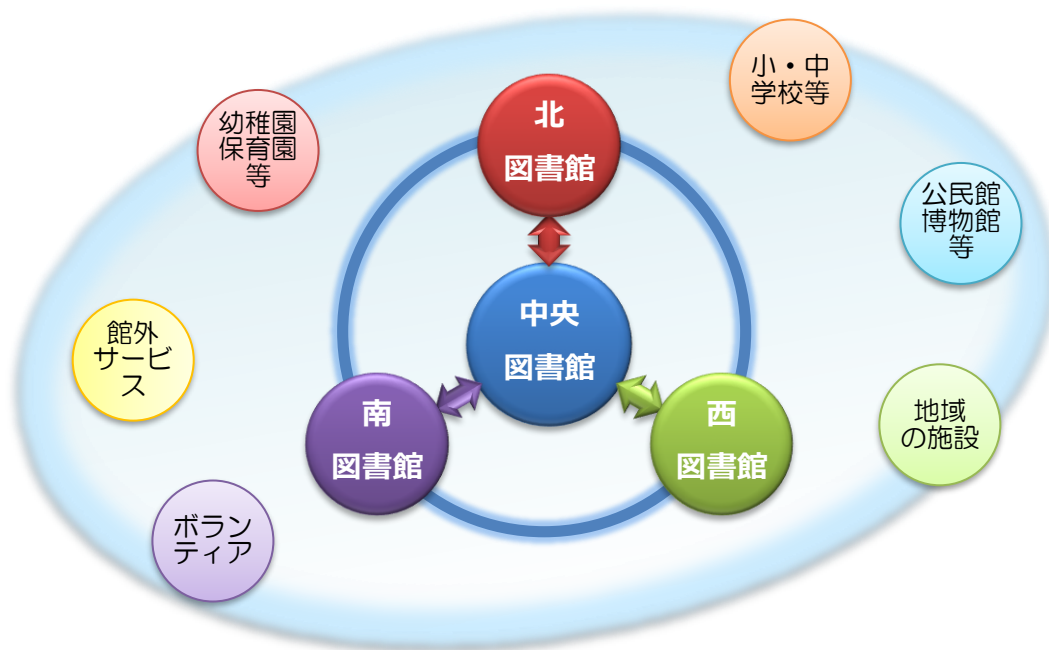 小・中
学校等
北
図書館
幼稚園
保育園
等
公民館
博物館
等
中央
図書館
館外
サービ
ス
南
図書館
西
図書館
地域
の施設
ボラン
ティア